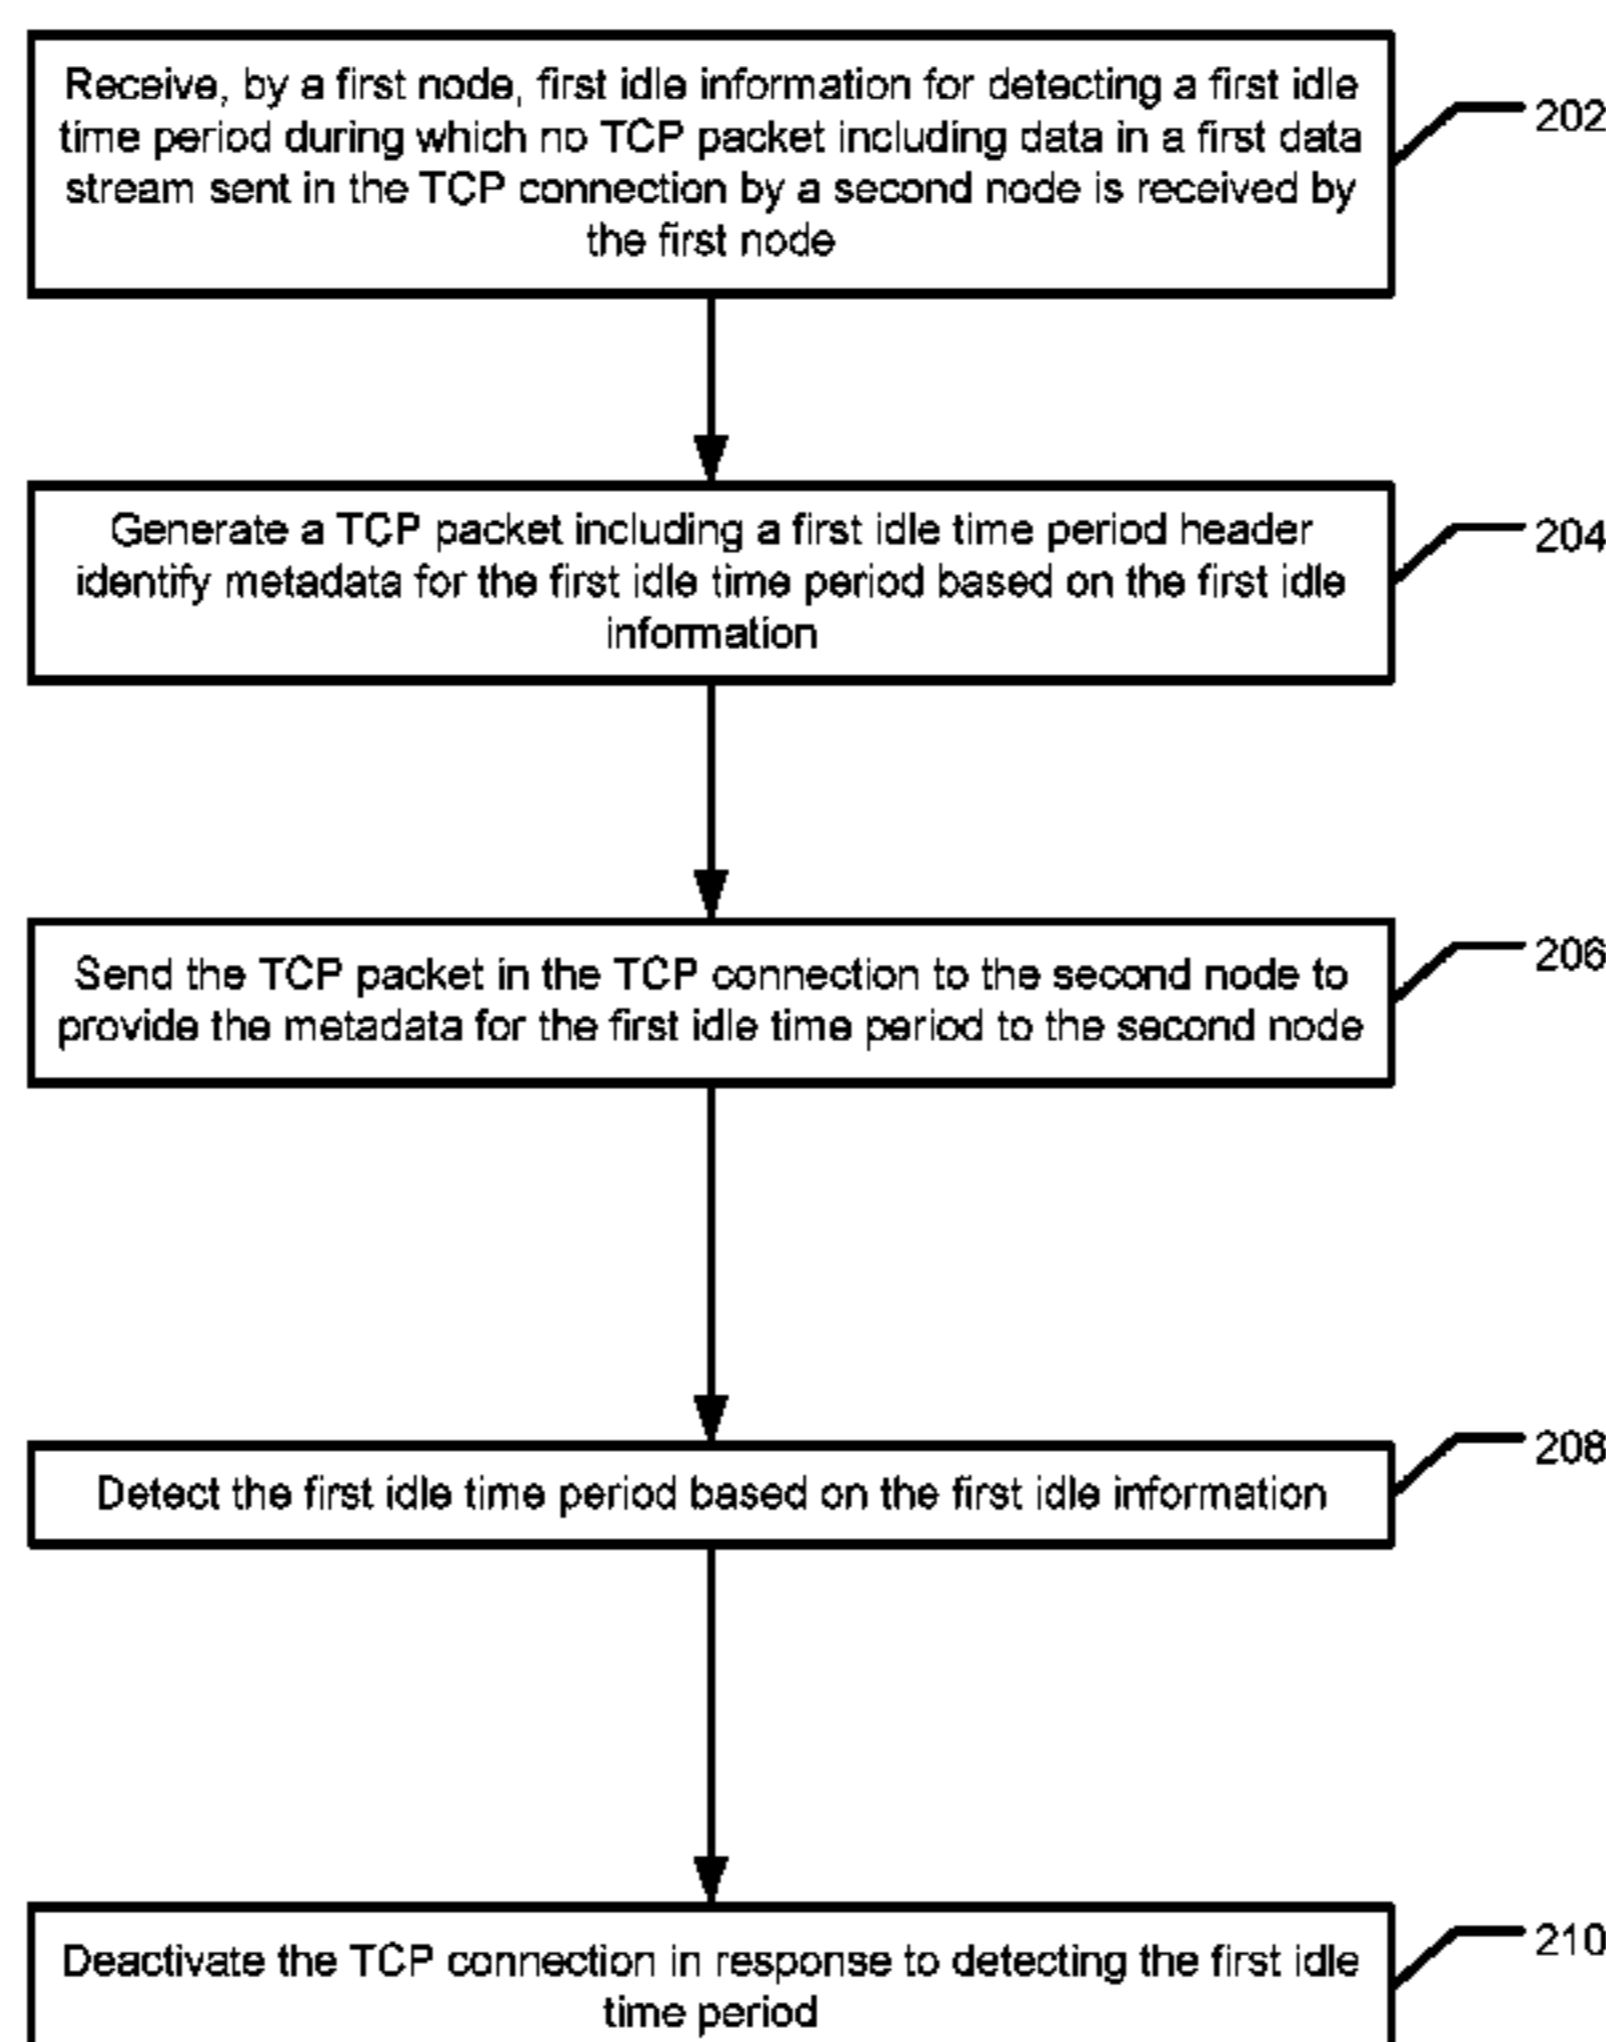 Receive, by a first node, first idle information for detecting a first idle
time period during which no TCP packet including data in a first data
stream sent in the TCP connection by a second node is received by
the first node
202
Generate a TCP packet including a first idle time period header
identify metadata for the first idle time period based on the first idle
information
204
Send the TCP packet in the TCP connection to the second node to
provide the metadata for the first idle time period to the second node
206
Detect the first idle time period based on the first idle information
208
Deactivate the TCP connection in response to detecting the first idle
time period
210